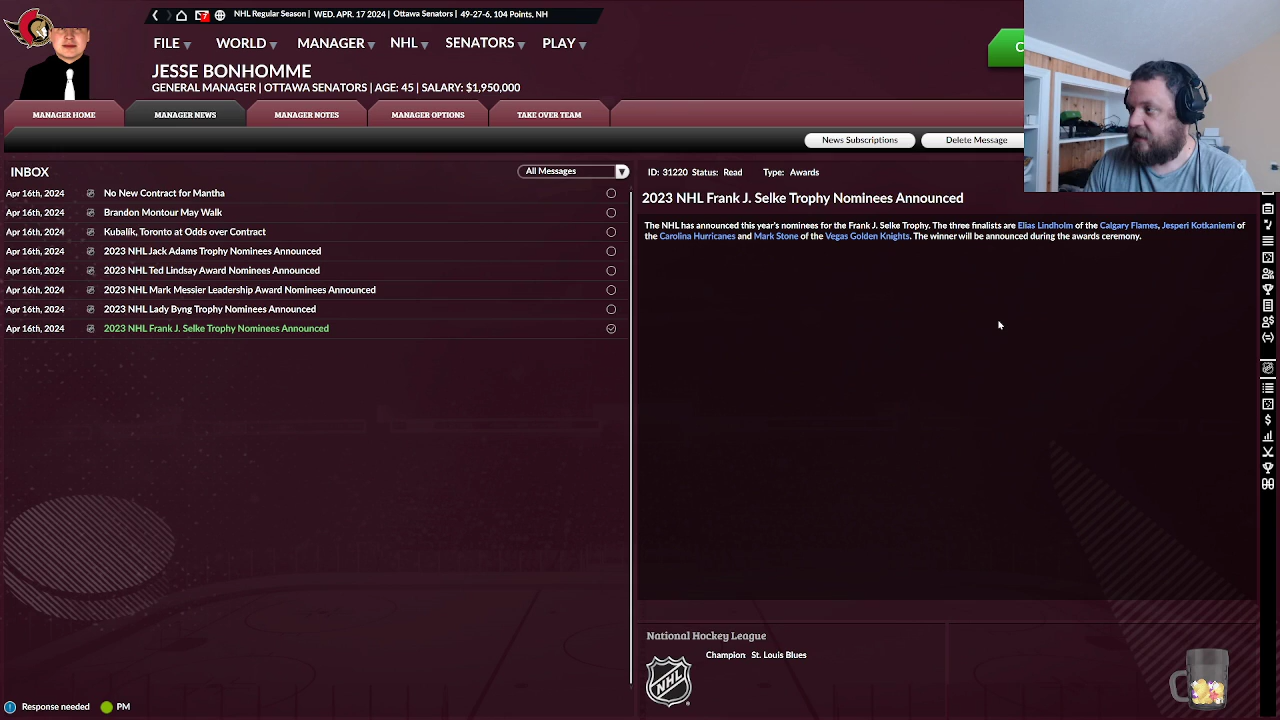 NHL Regular Season | WED. APR. 17 2024 | Ottawa Senators | 49-27-6, 104 Points, NH
7
FILE WORLD MANAGER NHL SENATORS PLAY
JESSE BONHOMME
GENERAL MANAGER | OTTAWA SENATORS | AGE: 45 | SALARY: $1,950,000
MANAGER HOME MANAGER NEWS MANAGER NOTES MANAGER OPTIONS TAKE OVER TEAM
News Subscriptions Delete Message
INBOX
All Messages
Apr 16th, 2024 No New Contract for Mantha
Apr 16th, 2024 Brandon Montour May Walk
Apr 16th, 2024 Kubalik, Toronto at Odds over Contract
Apr 16th, 2024 2023 NHL Jack Adams Trophy Nominees Announced
Apr 16th, 2024 2023 NHL Ted Lindsay Award Nominees Announced
Apr 16th, 2024 2023 NHL Mark Messier Leadership Award Nominees Announced
Apr 16th, 2024 2023 NHL Lady Byng Trophy Nominees Announced
Apr 16th, 2024 2023 NHL Frank J. Selke Trophy Nominees Announced
ID: 31220 Status: Read Type: Awards
2023 NHL Frank J. Selke Trophy Nominees Announced
The NHL has announced this year's nominees for the Frank J. Selke Trophy. The three finalists are Elias Lindholm of the Calgary Flames, Jesperi Kotkaniemi of
the Carolina Hurricanes and Mark Stone of the Vegas Golden Knights. The winner will be announced during the awards ceremony.
National Hockey League
Champion St. Louis Blues
NHL
Response needed PM